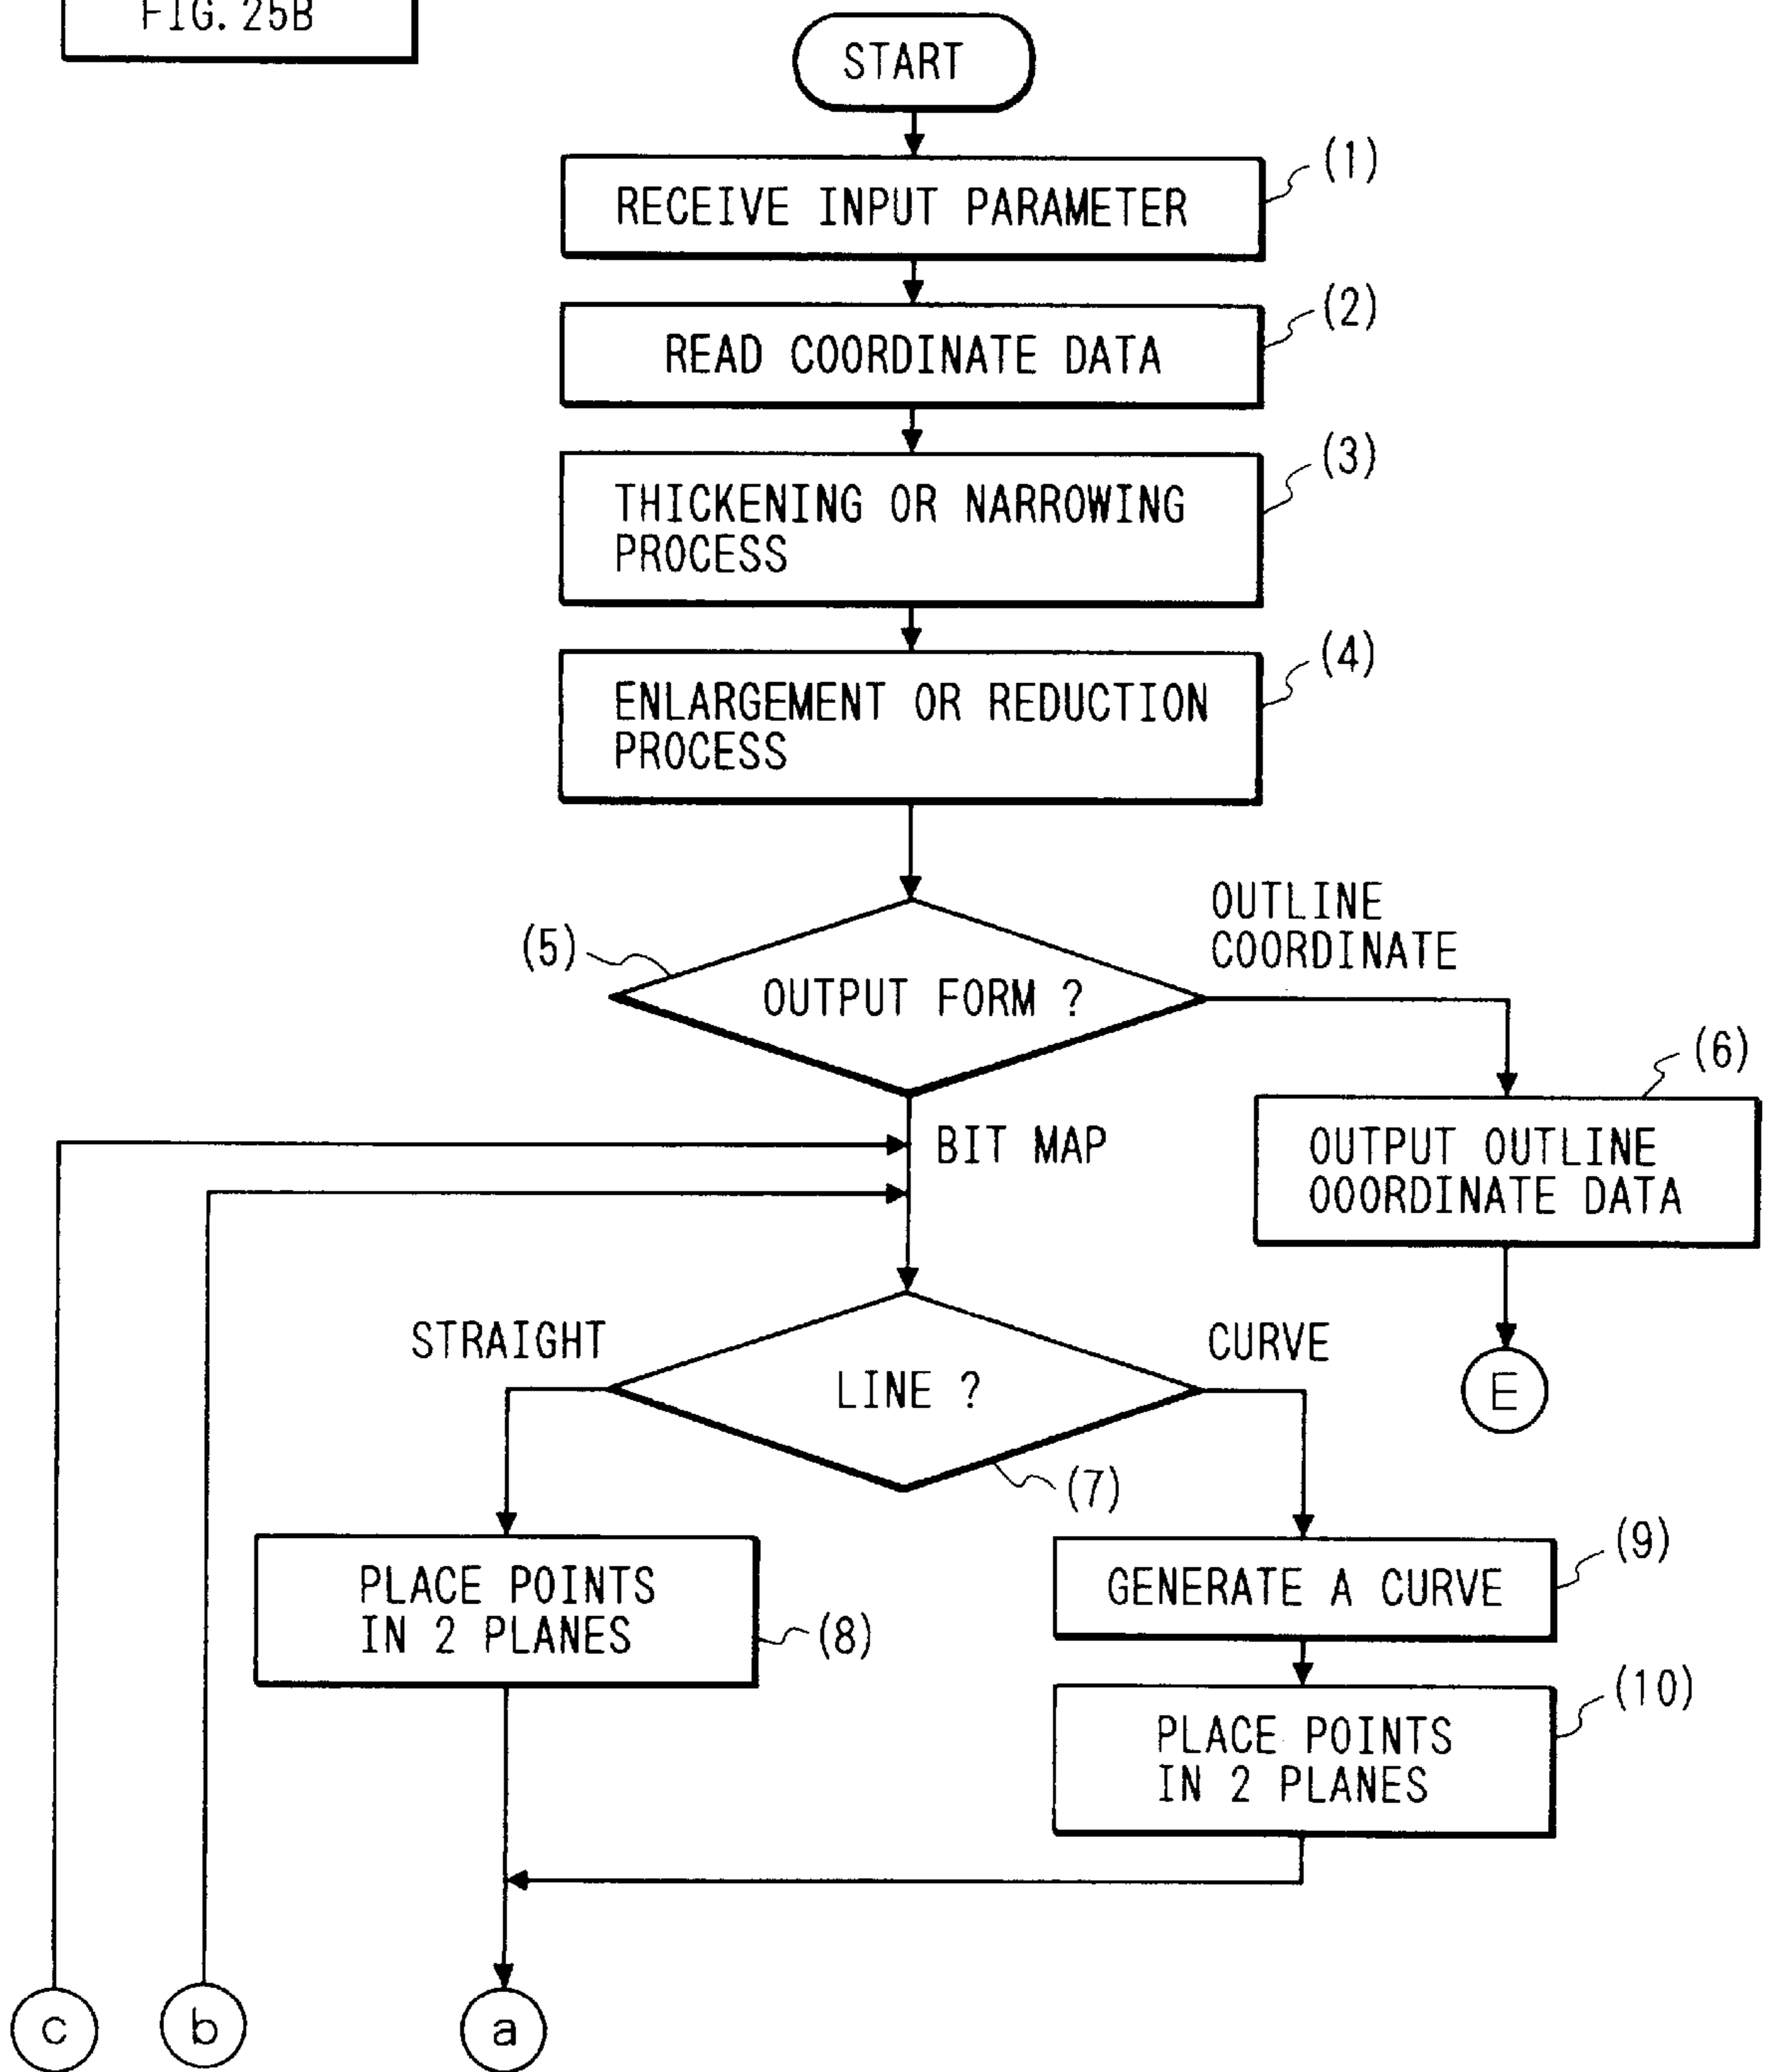 FIG. 25B
START
(1)
RECEIVE INPUT PARAMETER
(2)
READ COORDINATE DATA
(3)
THICKENING OR NARROWING
PROCESS
(4)
ENLARGEMENT OR REDUCTION
PROCESS
OUTLINE
COORDINATE
(5)
OUTPUT FORM ?
(6)
BIT MAP
OUTPUT OUTLINE
OOORDINATE DATA
STRAIGHT
CURVE
LINE ?
E
(7)
(9)
PLACE POINTS
IN 2 PLANES
(8)
GENERATE A CURVE
(10)
PLACE POINTS
IN 2 PLANES
c
b
a